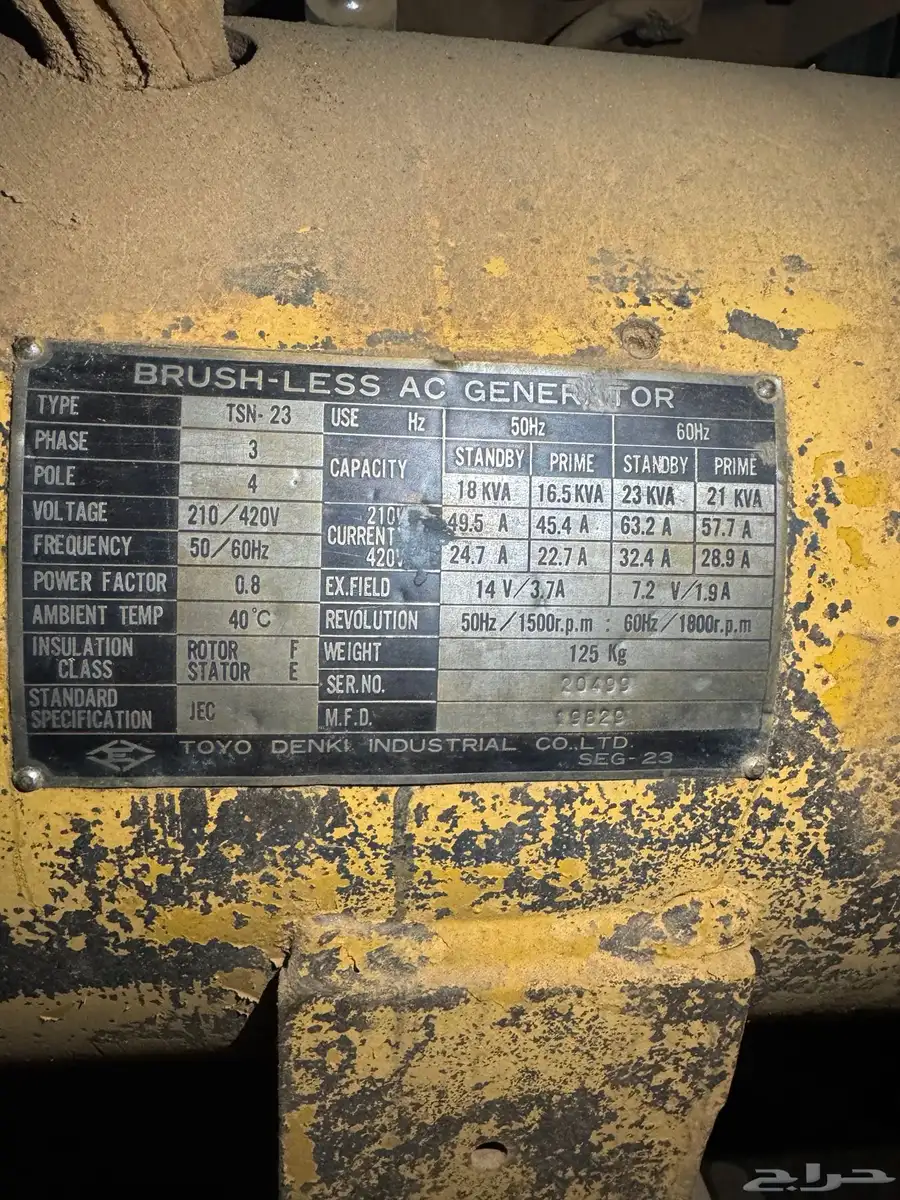 BRUSH-LESS AC GENERATOR
TYPE TSN-23 USE Hz 50Hz 60Hz
PHASE 3 CAPACITY STANDBY PRIME STANDBY PRIME
POLE 4 18 KVA 16.5 KVA 23 KVA 21 KVA
VOLTAGE 210/420V CURRENT 210V 49.5 A 45.4 A 63.2 A 57.7 A
FREQUENCY 50/60Hz 420V 24.7 A 22.7 A 32.4 A 28.9 A
POWER FACTOR 0.8 EX.FIELD 14 V/3.7A 7.2 V/1.9A
AMBIENT TEMP 40°C REVOLUTION 50Hz/1500r.p.m : 60Hz/1800r.p.m
INSULATION CLASS ROTOR F STATOR E WEIGHT 125 Kg
SER.NO. 20499
STANDARD SPECIFICATION JEC M.F.D.
TOYO DENKI INDUSTRIAL CO.,LTD.
SEG-23
حراج